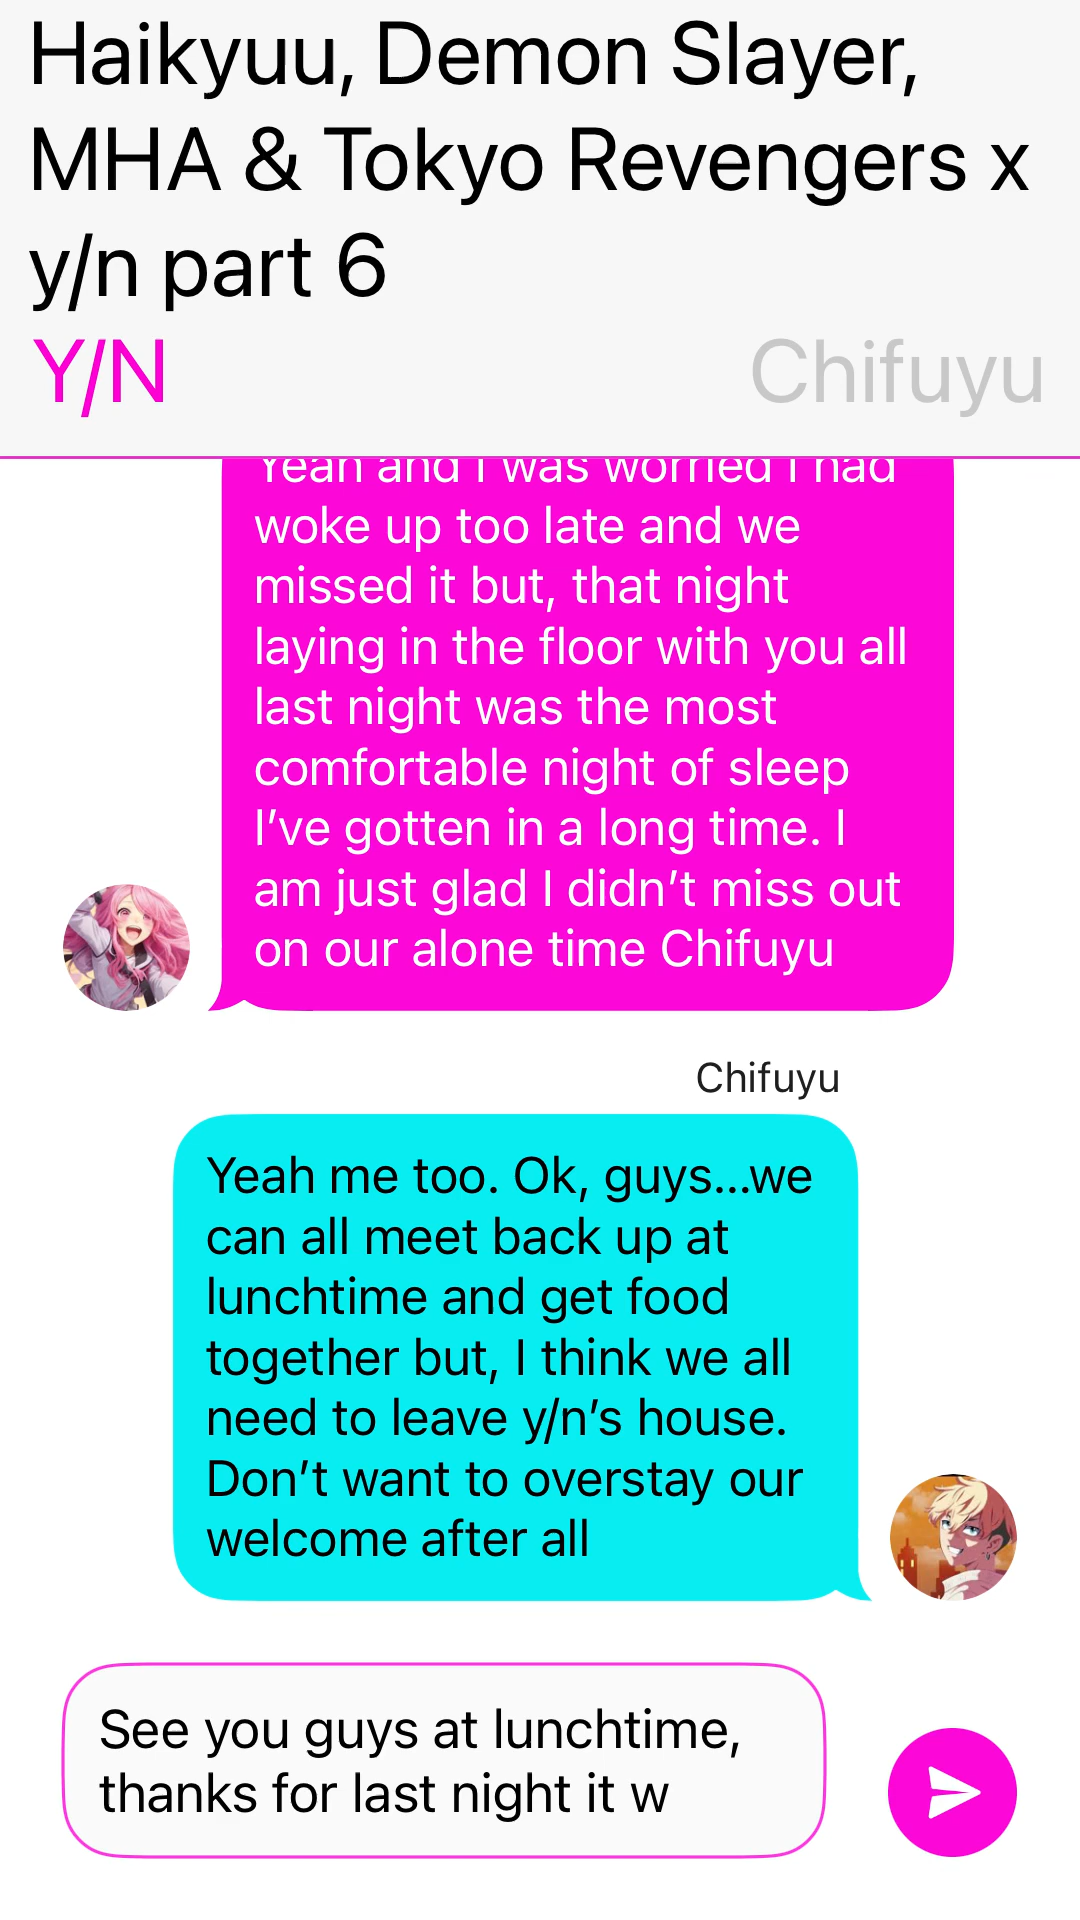 Haikyuu, Demon Slayer,
MHA & Tokyo Revengers x
y/n part 6
Y/N
Chifuyu
Yeah and I was worried I had
woke up too late and we
missed it but, that night
laying in the floor with you all
last night was the most
comfortable night of sleep
I’ve gotten in a long time. I
am just glad I didn’t miss out
on our alone time Chifuyu
Chifuyu
Yeah me too. Ok, guys...we
can all meet back up at
lunchtime and get food
together but, I think we all
need to leave y/n’s house.
Don’t want to overstay our
welcome after all
See you guys at lunchtime,
thanks for last night it w